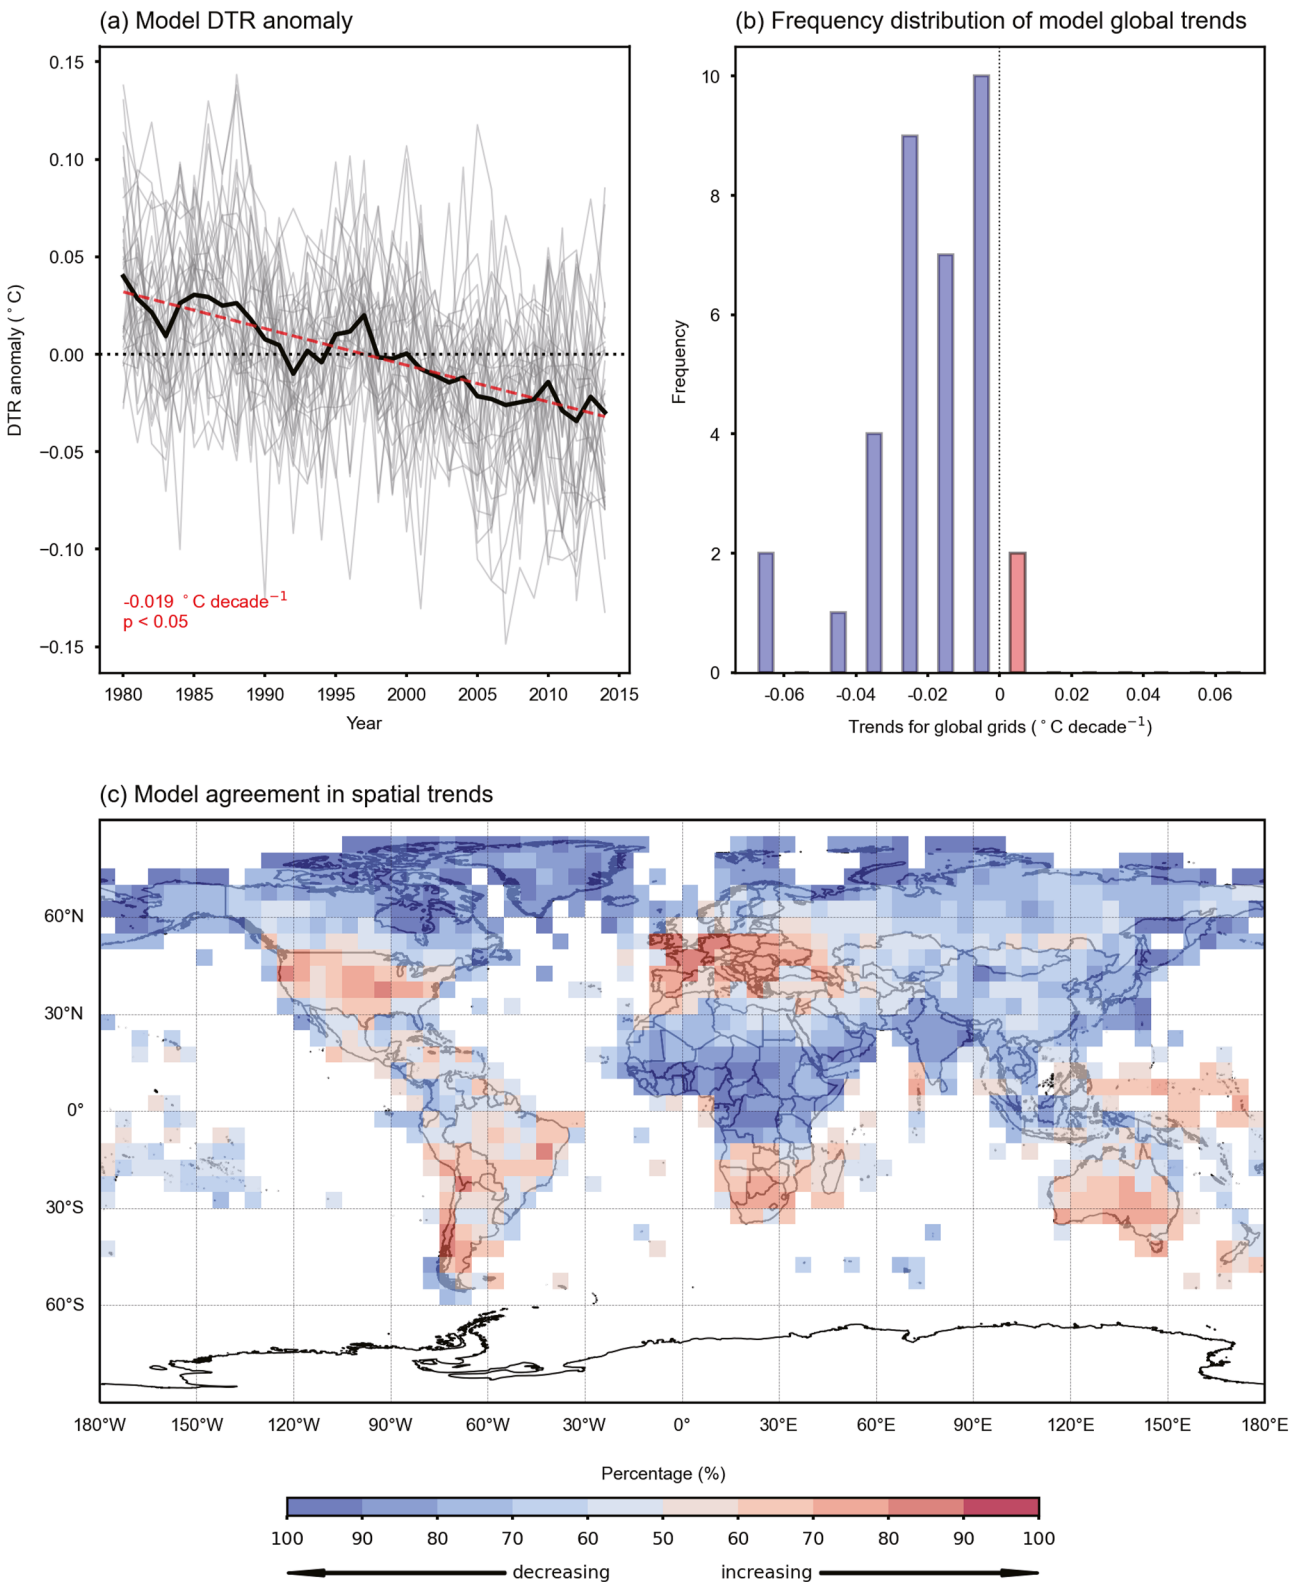 (a) Model DTR anomaly
0.15
0.10
0.05
0.00
−0.05
−0.10
−0.15
DTR anomaly (°C)
-0.019 °C decade⁻¹
p < 0.05
1980 1985 1990 1995 2000 2005 2010 2015
Year
(b) Frequency distribution of model global trends
10
8
6
4
2
0
Frequency
-0.06 -0.04 -0.02 0 0.02 0.04 0.06
Trends for global grids (°C decade⁻¹)
(c) Model agreement in spatial trends
60°N
30°N
0°
30°S
60°S
180°W 150°W 120°W 90°W 60°W 30°W 0° 30°E 60°E 90°E 120°E 150°E 180°E
Percentage (%)
100 90 80 70 60 50 60 70 80 90 100
decreasing increasing